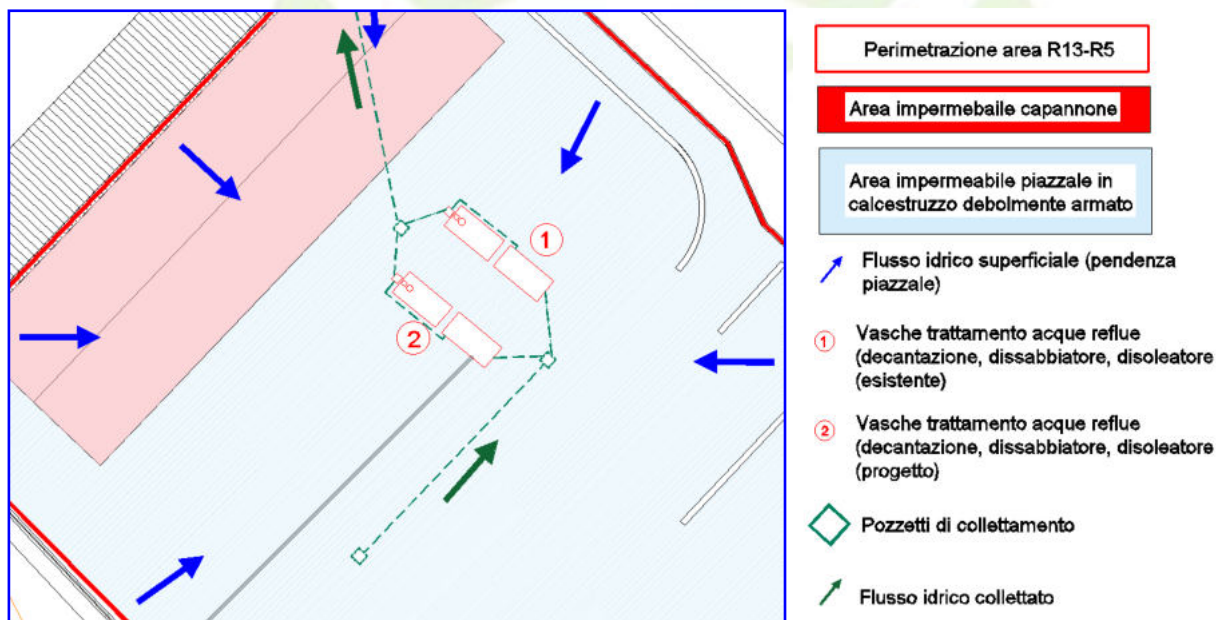 Perimetrazione area R13-R5
Area impermebaile capannone
Area impermeabile piazzale in
calcestruzzo debolmente armato
Flusso idrico superficiale (pendenza
piazzale)
1
Vasche trattamento acque reflue
(decantazione, dissabbiatore, disoleatore
(esistente)
2
Vasche trattamento acque reflue
(decantazione, dissabbiatore, disoleatore
(progetto)
Pozzetti di collettamento
Flusso idrico collettato
1
2